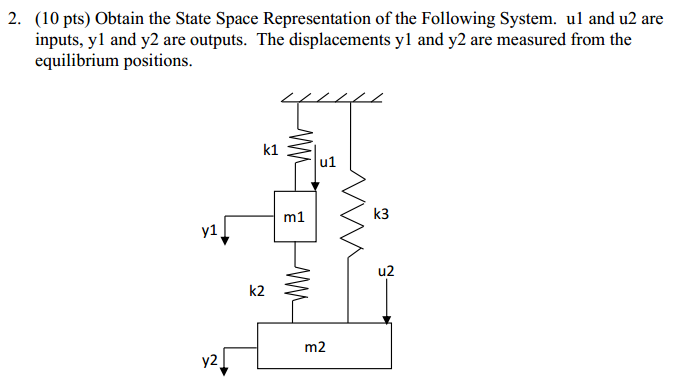 2. (10 pts) Obtain the State Space Representation of the Following System. u1 and u2 are
inputs, y1 and y2 are outputs. The displacements y1 and y2 are measured from the
equilibrium positions.
k1
u1
m1
k3
y1
u2
k2
m2
y2